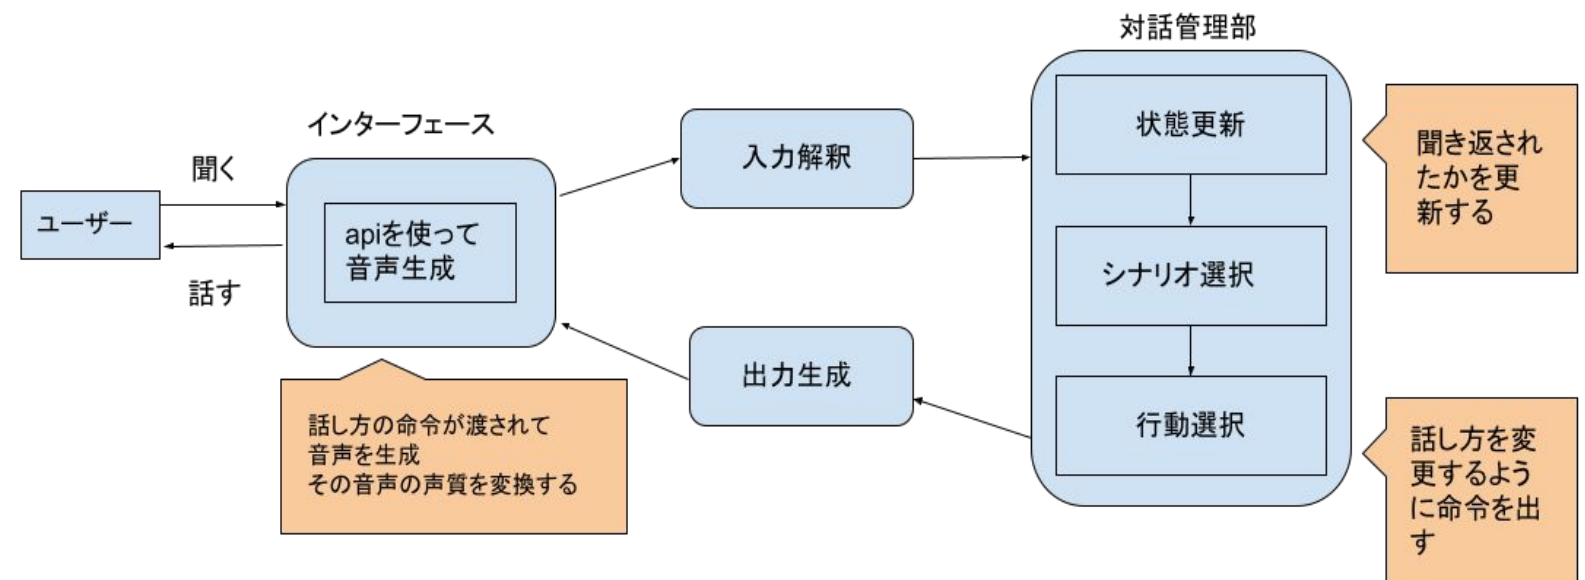 対話管理部
インターフェース
状態更新
入力解釈
聞き返され
たかを更
新する
聞く
ユーザー
apiを使って
音声生成
シナリオ選択
話す
出力生成
行動選択
話し方の命令が渡されて
音声を生成
その音声の声質を変換する
話し方を変
更するよう
に命令を出
す